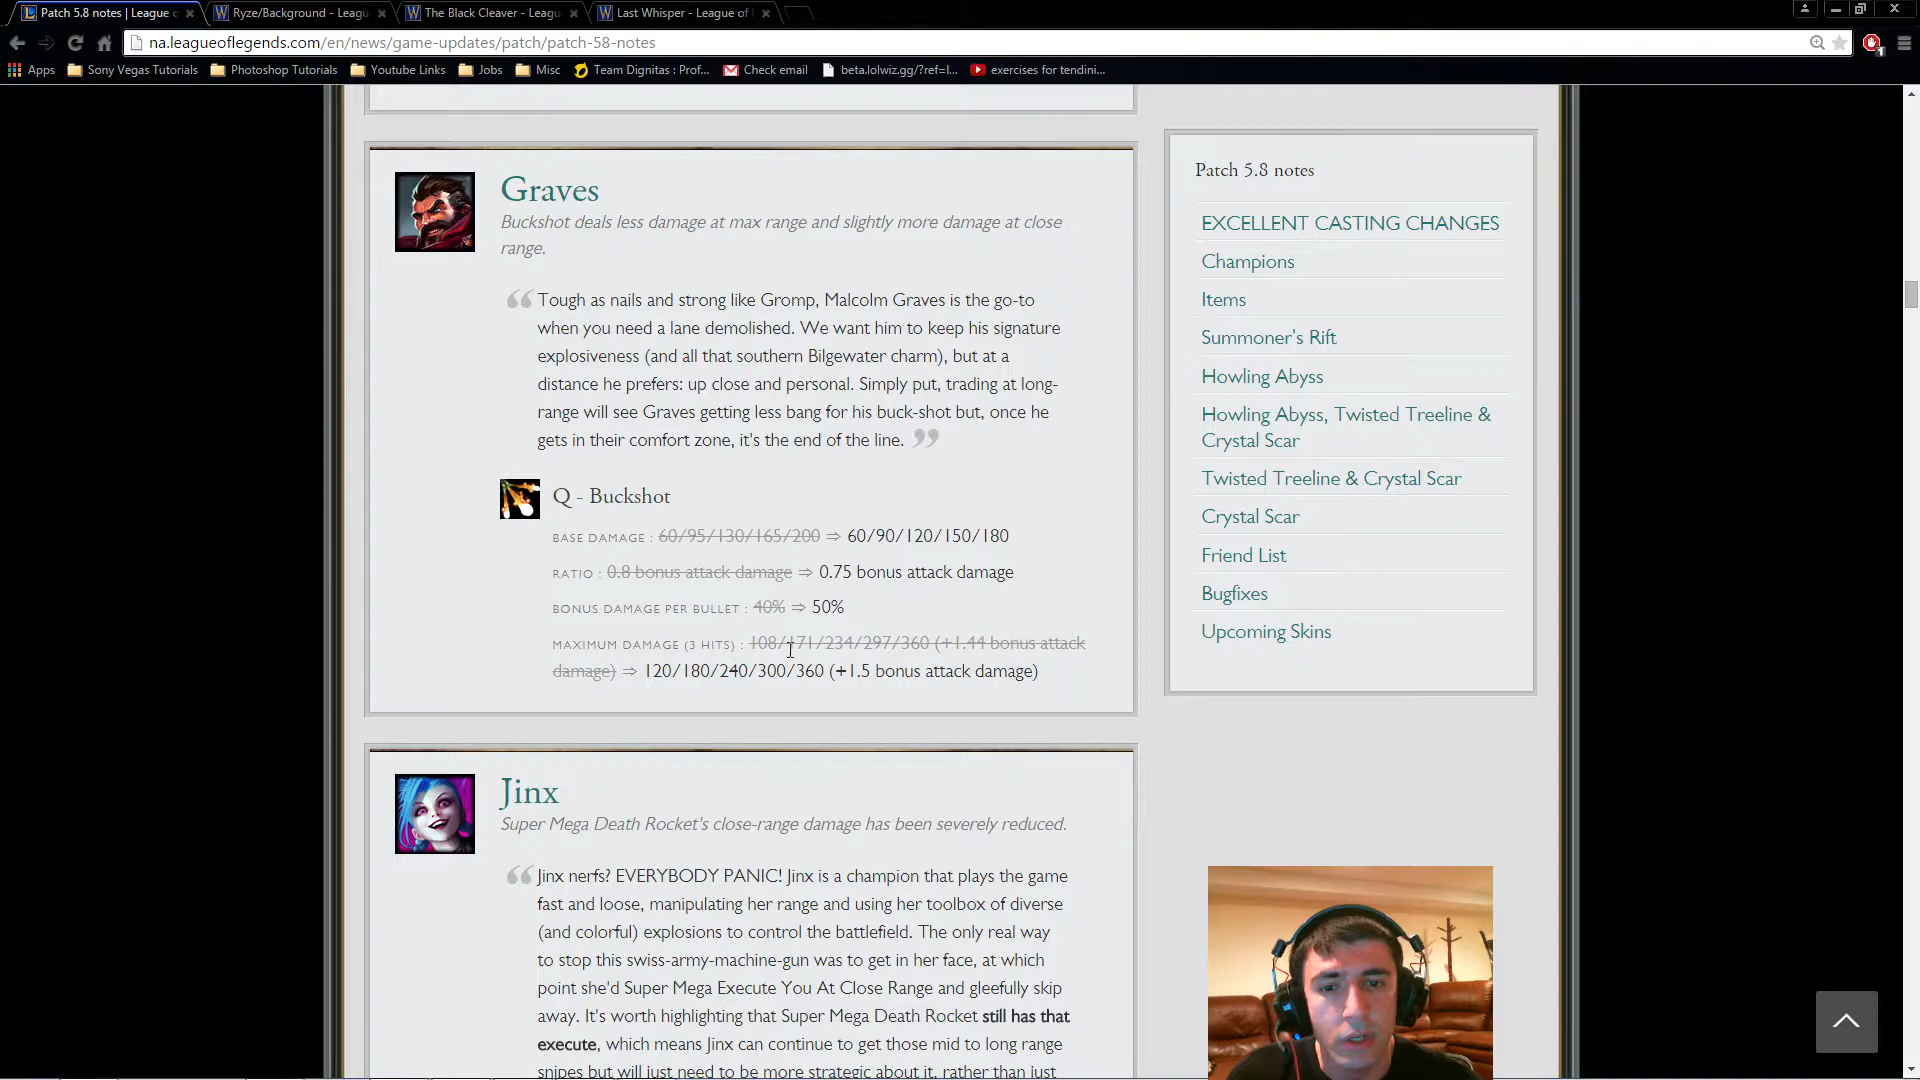 Patch 5.8 notes | League o
Ryze/Background - Leagu
The Black Cleaver - Leagu
Last Whisper - League of
na.leagueoflegends.com/en/news/game-updates/patch/patch-58-notes
Apps
Sony Vegas Tutorials
Photoshop Tutorials
Youtube Links
Jobs
Misc
Team Dignitas : Prof...
Check email
beta.lolwiz.gg/?ref=l...
exercises for tendini...
Graves
Buckshot deals less damage at max range and slightly more damage at close
range.
Tough as nails and strong like Gromp, Malcolm Graves is the go-to
when you need a lane demolished. We want him to keep his signature
explosiveness (and all that southern Bilgewater charm), but at a
distance he prefers: up close and personal. Simply put, trading at long-
range will see Graves getting less bang for his buck-shot but, once he
gets in their comfort zone, it's the end of the line.
Q - Buckshot
BASE DAMAGE : 60/95/130/165/200 ⇒ 60/90/120/150/180
RATIO : 0.8 bonus attack damage ⇒ 0.75 bonus attack damage
BONUS DAMAGE PER BULLET : 40% ⇒ 50%
MAXIMUM DAMAGE (3 HITS) : 108/171/234/297/360 (+1.44 bonus attack
damage) ⇒ 120/180/240/300/360 (+1.5 bonus attack damage)
Jinx
Super Mega Death Rocket's close-range damage has been severely reduced.
Jinx nerfs? EVERYBODY PANIC! Jinx is a champion that plays the game
fast and loose, manipulating her range and using her toolbox of diverse
(and colorful) explosions to control the battlefield. The only real way
to stop this swiss-army-machine-gun was to get in her face, at which
point she'd Super Mega Execute You At Close Range and gleefully skip
away. It's worth highlighting that Super Mega Death Rocket still has that
execute, which means Jinx can continue to get those mid to long range
snipes but will just need to be more strategic about it, rather than just
Patch 5.8 notes
EXCELLENT CASTING CHANGES
Champions
Items
Summoner's Rift
Howling Abyss
Howling Abyss, Twisted Treeline &
Crystal Scar
Twisted Treeline & Crystal Scar
Crystal Scar
Friend List
Bugfixes
Upcoming Skins